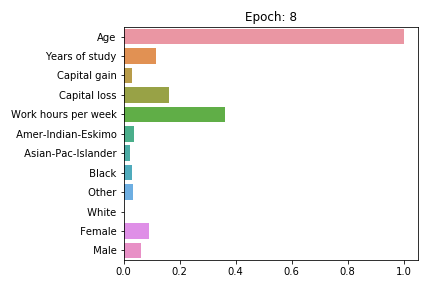 Epoch: 8
Age
Years of study
Capital gain
Capital loss
Work hours per week
Amer-Indian-Eskimo
Asian-Pac-Islander
Black
Other
White
Female
Male
0.0 0.2 0.4 0.6 0.8 1.0